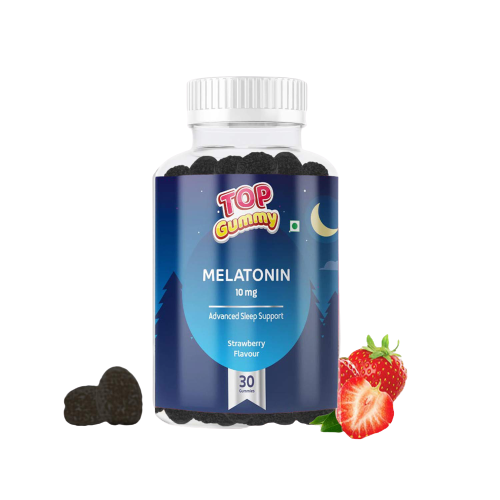 TOP
Gummy
MELATONIN
10 mg
Advanced Sleep Support
Strawberry
Flavour
30
Gummies